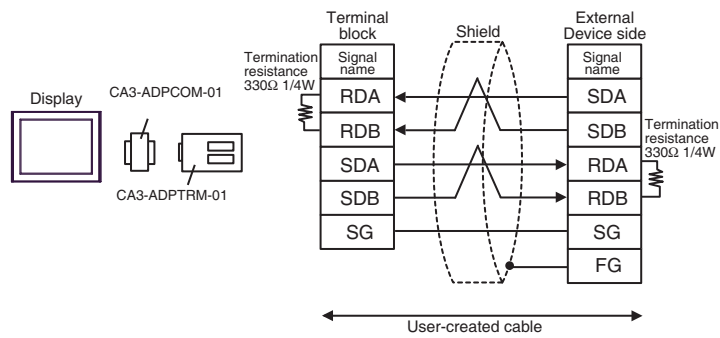 Terminal
block
Shield
External
Device side
Termination
resistance
330Ω 1/4W
Signal
name
Signal
name
Display
CA3-ADPCOM-01
RDA
SDA
RDB
SDB
Termination
resistance
330Ω 1/4W
SDA
RDA
CA3-ADPTRM-01
SDB
RDB
SG
SG
FG
User-created cable